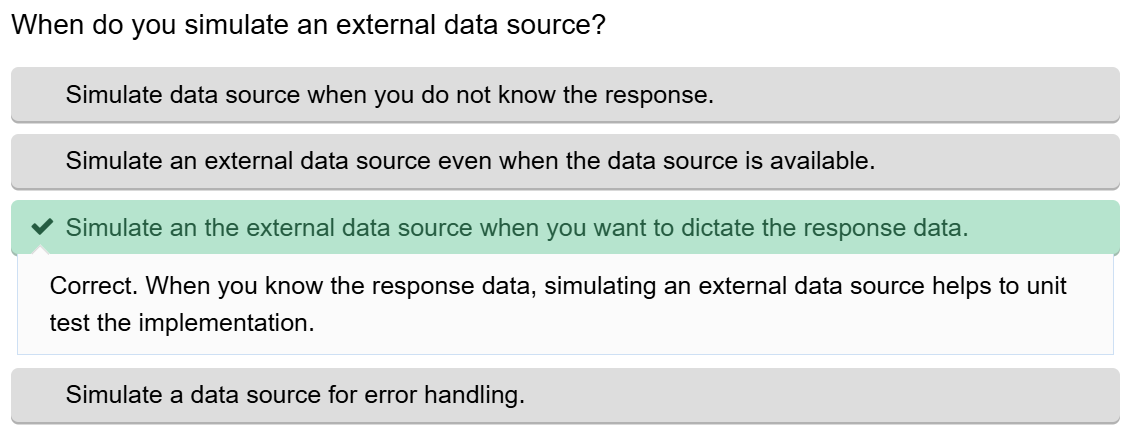 When do you simulate an external data source?
Simulate data source when you do not know the response.
Simulate an external data source even when the data source is available.
Simulate an the external data source when you want to dictate the response data.
Correct. When you know the response data, simulating an external data source helps to unit
test the implementation.
Simulate a data source for error handling.